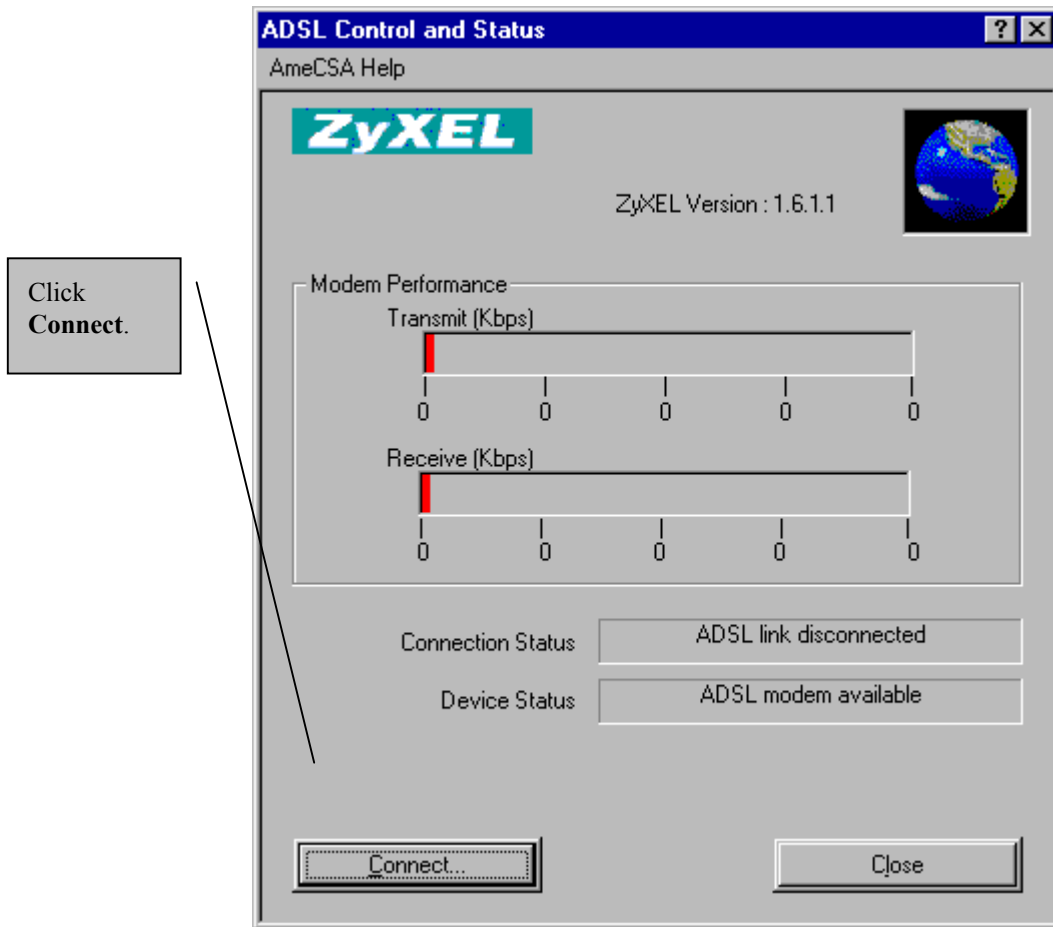 ADSL Control and Status
AmeCSA Help
ZyXEL
ZyXEL Version : 1.6.1.1
Click
Connect.
Modem Performance
Transmit (Kbps)
0 0 0 0 0
Receive (Kbps)
0 0 0 0 0
Connection Status ADSL link disconnected
Device Status ADSL modem available
Connect... Close